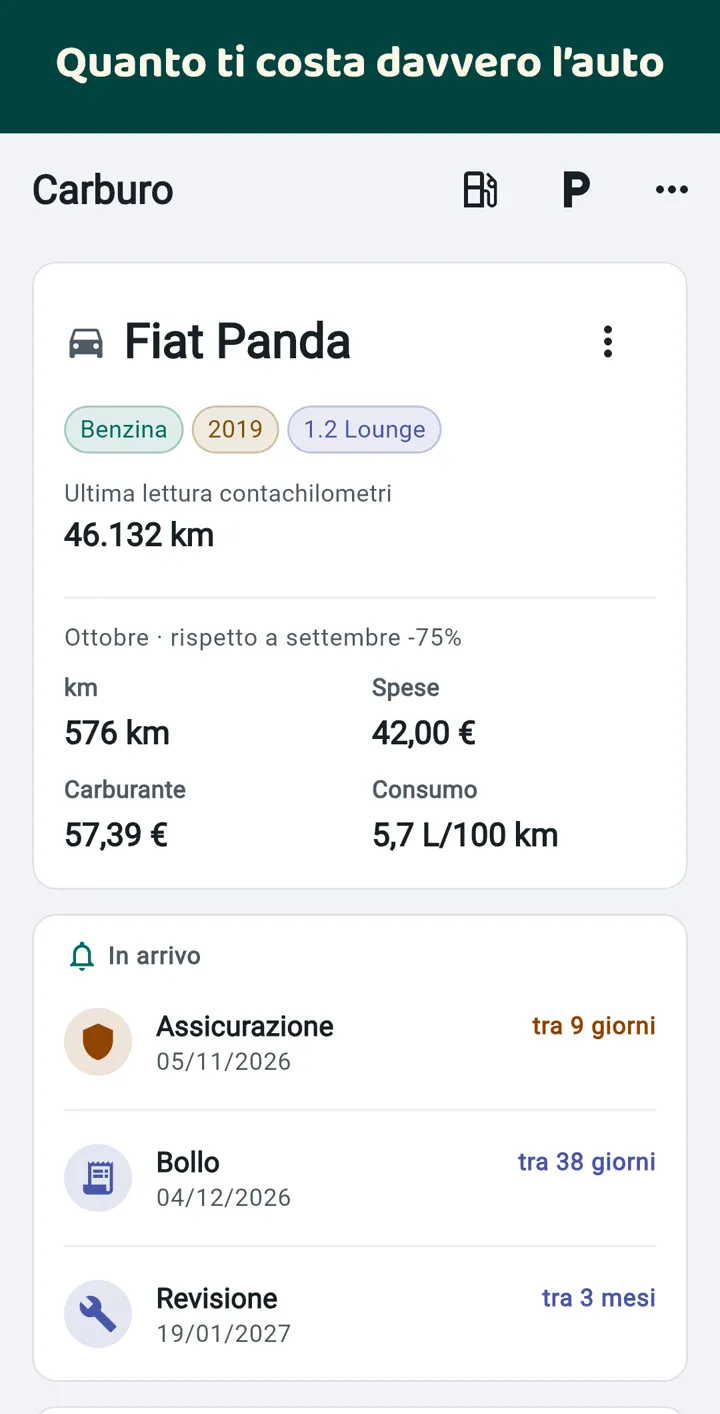 Quanto ti costa davvero l'auto
Carburo
P
Fiat Panda
Benzina
2019
1.2 Lounge
Ultima lettura contachilometri
46.132 km
Ottobre · rispetto a settembre -75%
km
Spese
576 km
42,00 €
Carburante
Consumo
57,39 €
5,7 L/100 km
In arrivo
Assicurazione
tra 9 giorni
05/11/2026
Bollo
tra 38 giorni
04/12/2026
Revisione
tra 3 mesi
19/01/2027